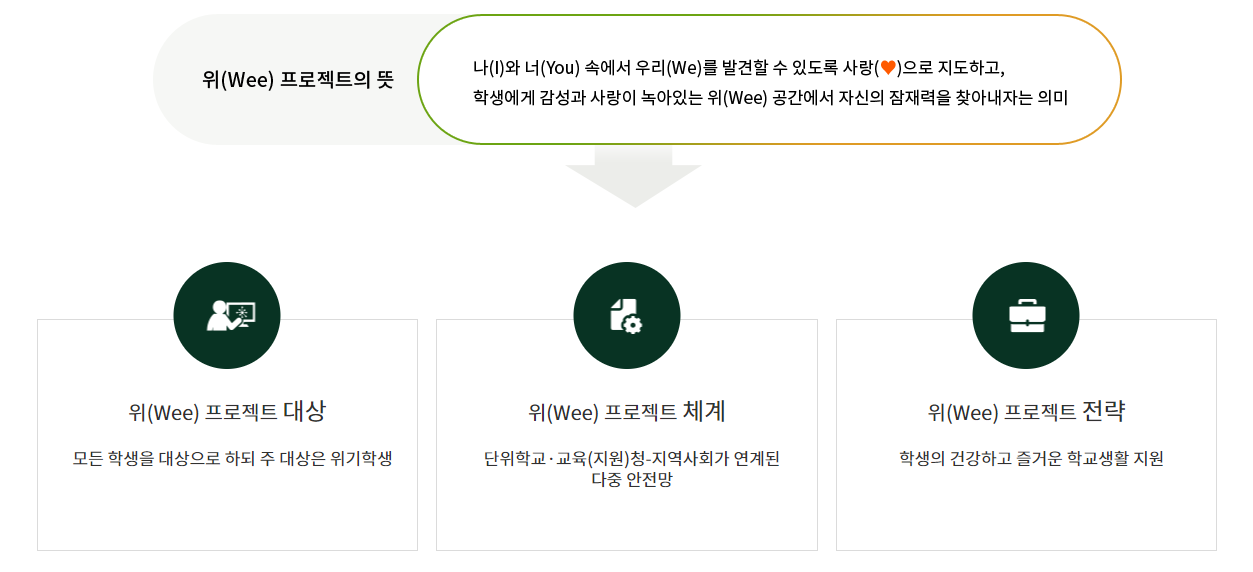 위(Wee) 프로젝트의 뜻
나(I)와 너(You) 속에서 우리(We)를 발견할 수 있도록 사랑(♥)으로 지도하고,
학생에게 감성과 사랑이 녹아있는 위(Wee) 공간에서 자신의 잠재력을 찾아내자는 의미
위(Wee) 프로젝트 대상
모든 학생을 대상으로 하되 주 대상은 위기학생
위(Wee) 프로젝트 체계
단위학교·교육(지원)청-지역사회가 연계된
다중 안전망
위(Wee) 프로젝트 전략
학생의 건강하고 즐거운 학교생활 지원